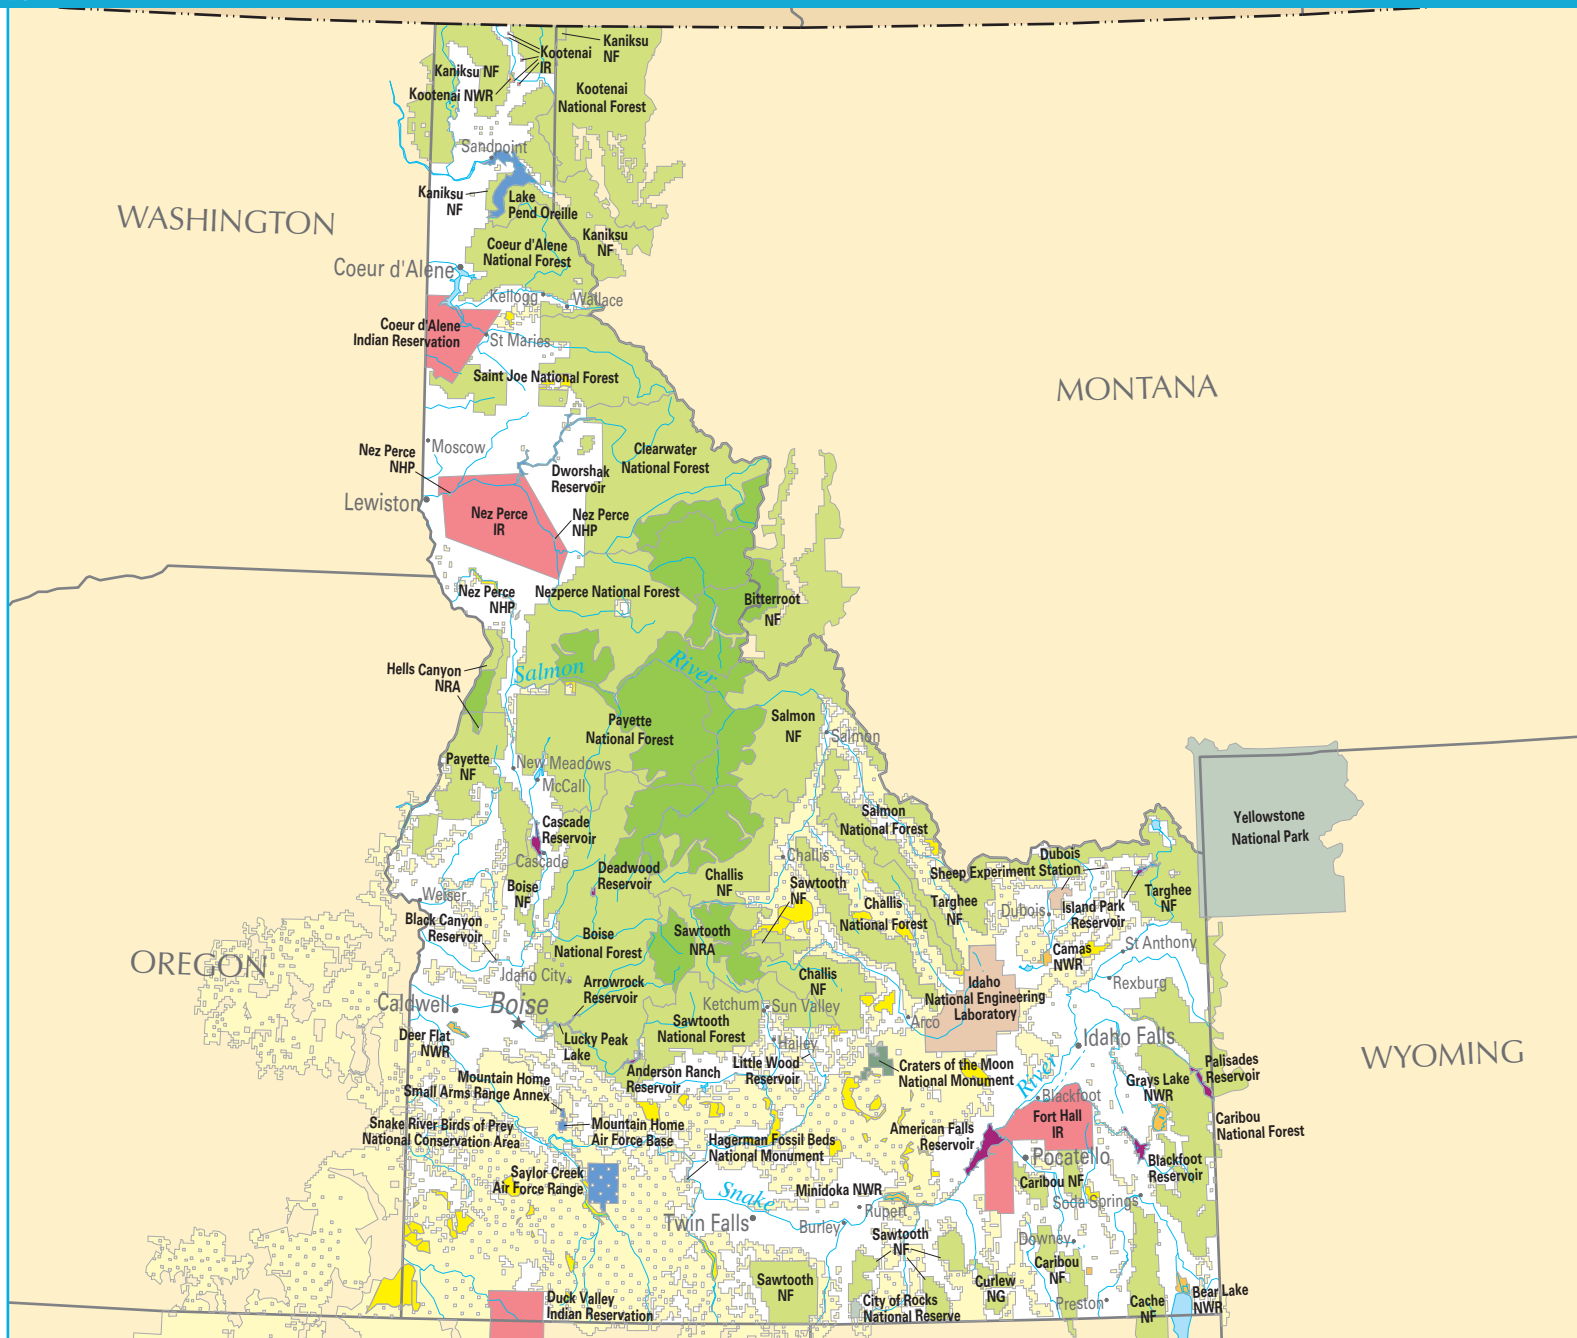 Kaniksu
NF
Kootenai
IR
Kaniksu NF
Kootenai NWR
Kootenai
National Forest
Sandpoint
Kaniksu
NF
Lake
Pend Oreille
WASHINGTON
Kaniksu
NF
Coeur d'Alene
National Forest
Coeur d'Alene
Kellogg
Wallace
Coeur d'Alene
Indian Reservation
St Maries
Saint Joe National Forest
MONTANA
Moscow
Nez Perce
NHP
Clearwater
National Forest
Dworshak
Reservoir
Lewiston
Nez Perce
IR
Nez Perce
NHP
Nez Perce
NHP
Nezperce National Forest
Bitterroot
NF
Hells Canyon
NRA
Salmon
River
Payette
National Forest
Salmon
NF
Salmon
Payette
NF
New Meadows
McCall
Cascade
Reservoir
Cascade
Salmon
National Forest
Yellowstone
National Park
Deadwood
Reservoir
Challis
NF
Challis
Sawtooth
NF
Dubois
Sheep Experiment Station
Boise
NF
Weiser
Black Canyon
Reservoir
Challis
National Forest
Targhee
NF
Dubois
Island Park
Reservoir
Targhee
NF
OREGON
Boise
National Forest
Sawtooth
NRA
Camas
NWR
St Anthony
Idaho City
Arrowrock
Reservoir
Challis
NF
Idaho
National Engineering
Laboratory
Rexburg
Caldwell
Boise
Ketchum
Sun Valley
Arco
Deer Flat
NWR
Lucky Peak
Lake
Sawtooth
National Forest
Hailey
Idaho Falls
WYOMING
Little Wood
Reservoir
Craters of the Moon
National Monument
River
Palisades
Reservoir
Grays Lake
NWR
Mountain Home
Small Arms Range Annex
Anderson Ranch
Reservoir
Blackfoot
Snake River Birds of Prey
National Conservation Area
Mountain Home
Air Force Base
Hagerman Fossil Beds
National Monument
American Falls
Reservoir
Fort Hall
IR
Caribou
National Forest
Pocatello
Blackfoot
Reservoir
Saylor Creek
Air Force Range
Snake
Minidoka NWR
Caribou NF
Soda Springs
Twin Falls
Burley
Rupert
Sawtooth
NF
Downey
Caribou
NF
Sawtooth
NF
Curlew
NG
Duck Valley
Indian Reservation
City of Rocks
National Reserve
Preston
Cache
NF
Bear Lake
NWR